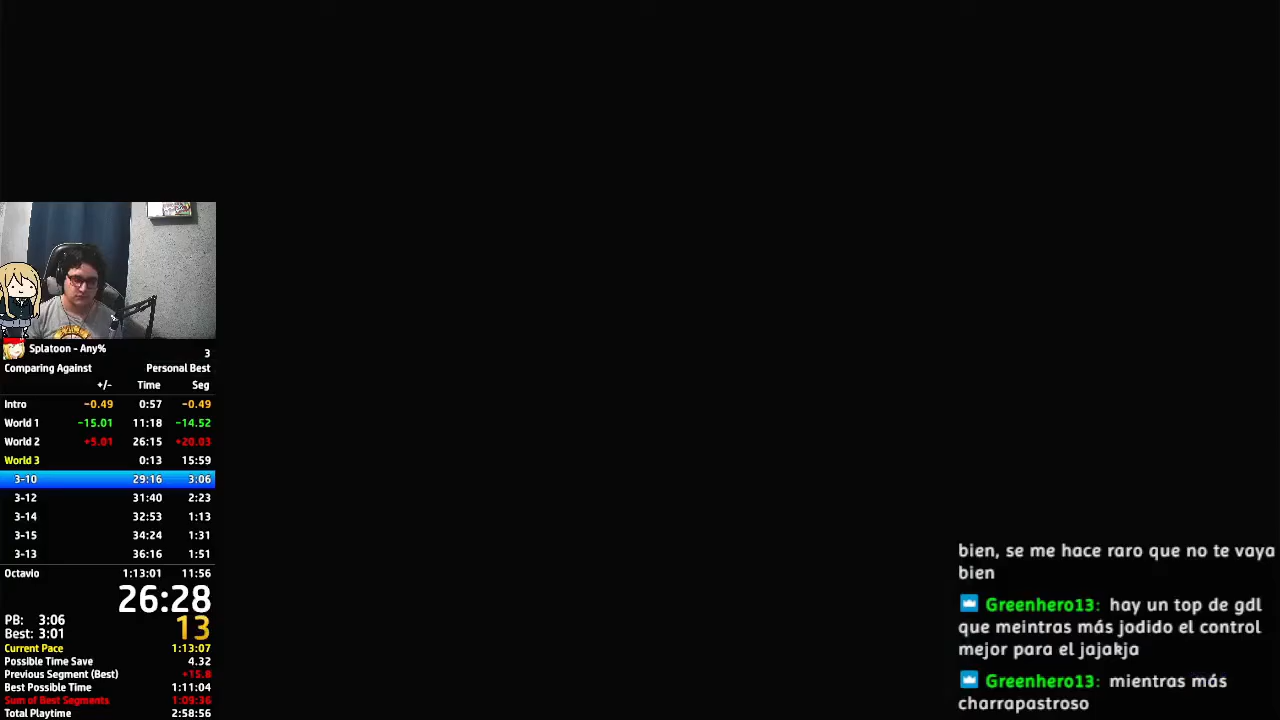 Splatoon - Any%
3
Comparing Against Personal Best
+/- Time Seg
Intro -0.49 0:57 -0.49
World 1 -15.01 11:18 -14.52
World 2 +5.01 26:15 +20.03
World 3 0:13 15:59
3-10 29:16 3:06
3-12 31:40 2:23
3-14 32:53 1:13
3-15 34:24 1:31
3-13 36:16 1:51
Octavio 1:13:01 11:56
26:28
PB: 3:06
Best: 3:01
13
Current Pace 1:13:07
Possible Time Save 4.32
Previous Segment (Best) +15.8
Best Possible Time 1:11:04
Sum of Best Segments 1:09:36
Total Playtime 2:58:56
bien, se me hace raro que no te vaya
bien
Greenhero13: hay un top de gdl
que meintras más jodido el control
mejor para el jajakja
Greenhero13: mientras más
charrapastroso